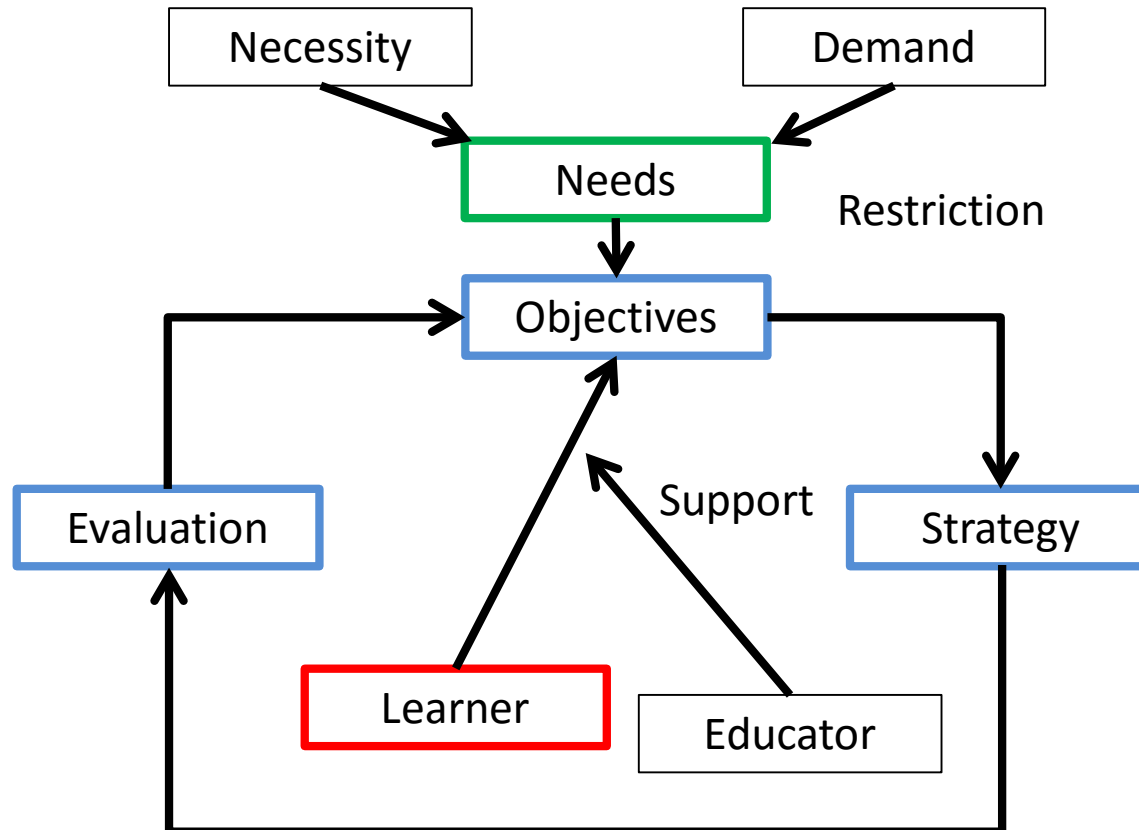 Necessity
Demand
Needs
Restriction
Objectives
Support
Evaluation
Strategy
Learner
Educator